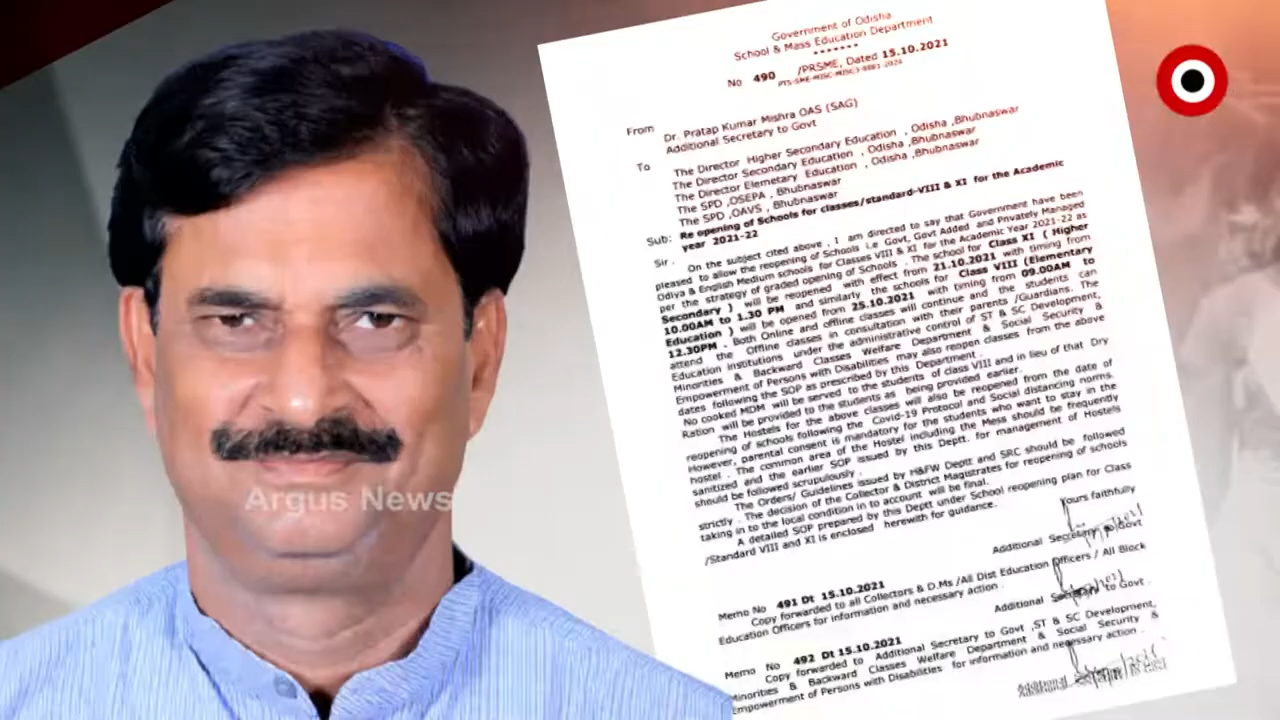 Government of Odisha
School & Mass Education Department
*******
No 490 /PRSME, Dated 15.10.2021
From Dr. Pratap Kumar Mishra OAS (SAG)
Additional Secretary to Govt
To The Director Higher Secondary Education , Odisha ,Bhubnaswar
The Director Secondary Education , Odisha ,Bhubnaswar
The Director Elemetary Education , Odisha ,Bhubnaswar
The SPD ,OSEPA , Bhubnaswar
The SPD ,OAVS , Bhubnaswar
Sub: Re opening of Schools for classes/standard-VIII & XI for the Academic
year 2021-22
Sir .
On the subject cited above , I am directed to say that Government have been
pleased to allow the reopening of Schools i.e Govt, Govt Added and Privately Managed
Odiya & English Medium schools for Classes VIII & XI for the Academic Year 2021-22 as
per the strategy of graded opening of Schools . The school for Class XI ( Higher
Secondary ) will be reopened with effect from 21.10.2021 with timing from
10.00AM to 1.30 PM and similarly the schools for Class VIII (Elementary
Education ) will be opened from 25.10.2021 with timing from 09.00AM to
12.30PM . Both Online and offline classes will continue and the students can
attend the Offline classes in consultation with their parents /Guardians. The
Education Institutions under the administrative control of ST & SC Development,
Minorities & Backward Classes Welfare Department & Social Security &
Empowerment of Persons with Disabilities may also reopen classes from the above
dates following the SOP as prescribed by this Department .
No cooked MDM will be served to the students of class VIII and in lieu of that Dry
Ration will be provided to the students as being provided earlier.
The Hostels for the above classes will also be reopened from the date of
reopening of schools following the Covid-19 Protocol and Social distancing norms.
However, parental consent is mandatory for the students who want to stay in the
hostel . The common area of the Hostel including the Mess should be frequently
sanitized and the earlier SOP issued by this Deptt. for management of Hostels
should be followed scrupulously .
The Orders/ Guidelines issued by H&FW Deptt and SRC should be followed
strictly . The decision of the Collector & District Magistrates for reopening of schools
taking in to the local condition in to account will be final.
A detailed SOP prepared by this Deptt under School reopening plan for Class
/Standard VIII and XI is enclosed herewith for guidance.
Yours faithfully
Additional Secretary to Govt
Memo No 491 Dt 15.10.2021
Copy forwarded to all Collectors & D.Ms /All Dist Education Officers / All Block
Education Officers for information and necessary action .
Additional Secretary to Govt .
Memo No 492 Dt 15.10.2021
Copy forwarded to Additional Secretary to Govt ,ST & SC Development,
Minorities & Backward Classes Welfare Department & Social Security &
Empowerment of Persons with Disabilities for information and necessary action .
Argus News